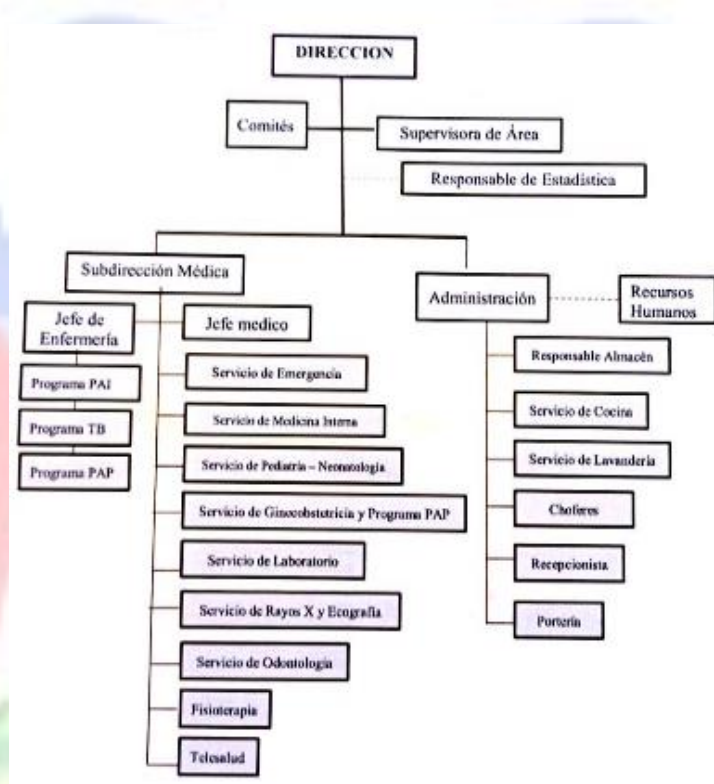 DIRECCION
Comités
Supervisora de Área
Responsable de Estadística
Subdirección Médica
Administración
Recursos
Humanos
Jefe de
Enfermería
Jefe medico
Programa PAI
Programa TB
Programa PAP
Servicio de Emergencia
Servicio de Medicina Interna
Servicio de Pediatría – Neonatología
Servicio de Ginecobstetricia y Programa PAP
Servicio de Laboratorio
Servicio de Rayos X y Ecografía
Servicio de Odontología
Fisioterapia
Telesalud
Responsable Almacén
Servicio de Cocina
Servicio de Lavandería
Choferes
Recepcionista
Portería